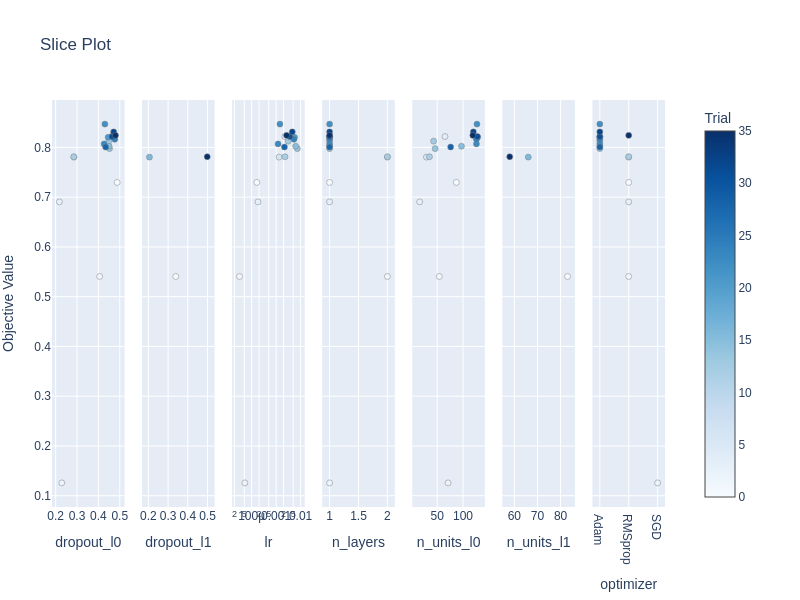 Slice Plot
Trial
Objective Value
0.8
0.7
0.6
0.5
0.4
0.3
0.2
0.1
0.2 0.3 0.4 0.5
0.2 0.3 0.4 0.5
0.01
1 1.5 2
50 100
60 70 80
Adam
RMSprop
SGD
dropout_l0
dropout_l1
lr
n_layers
n_units_l0
n_units_l1
optimizer
35
30
25
20
15
10
5
0